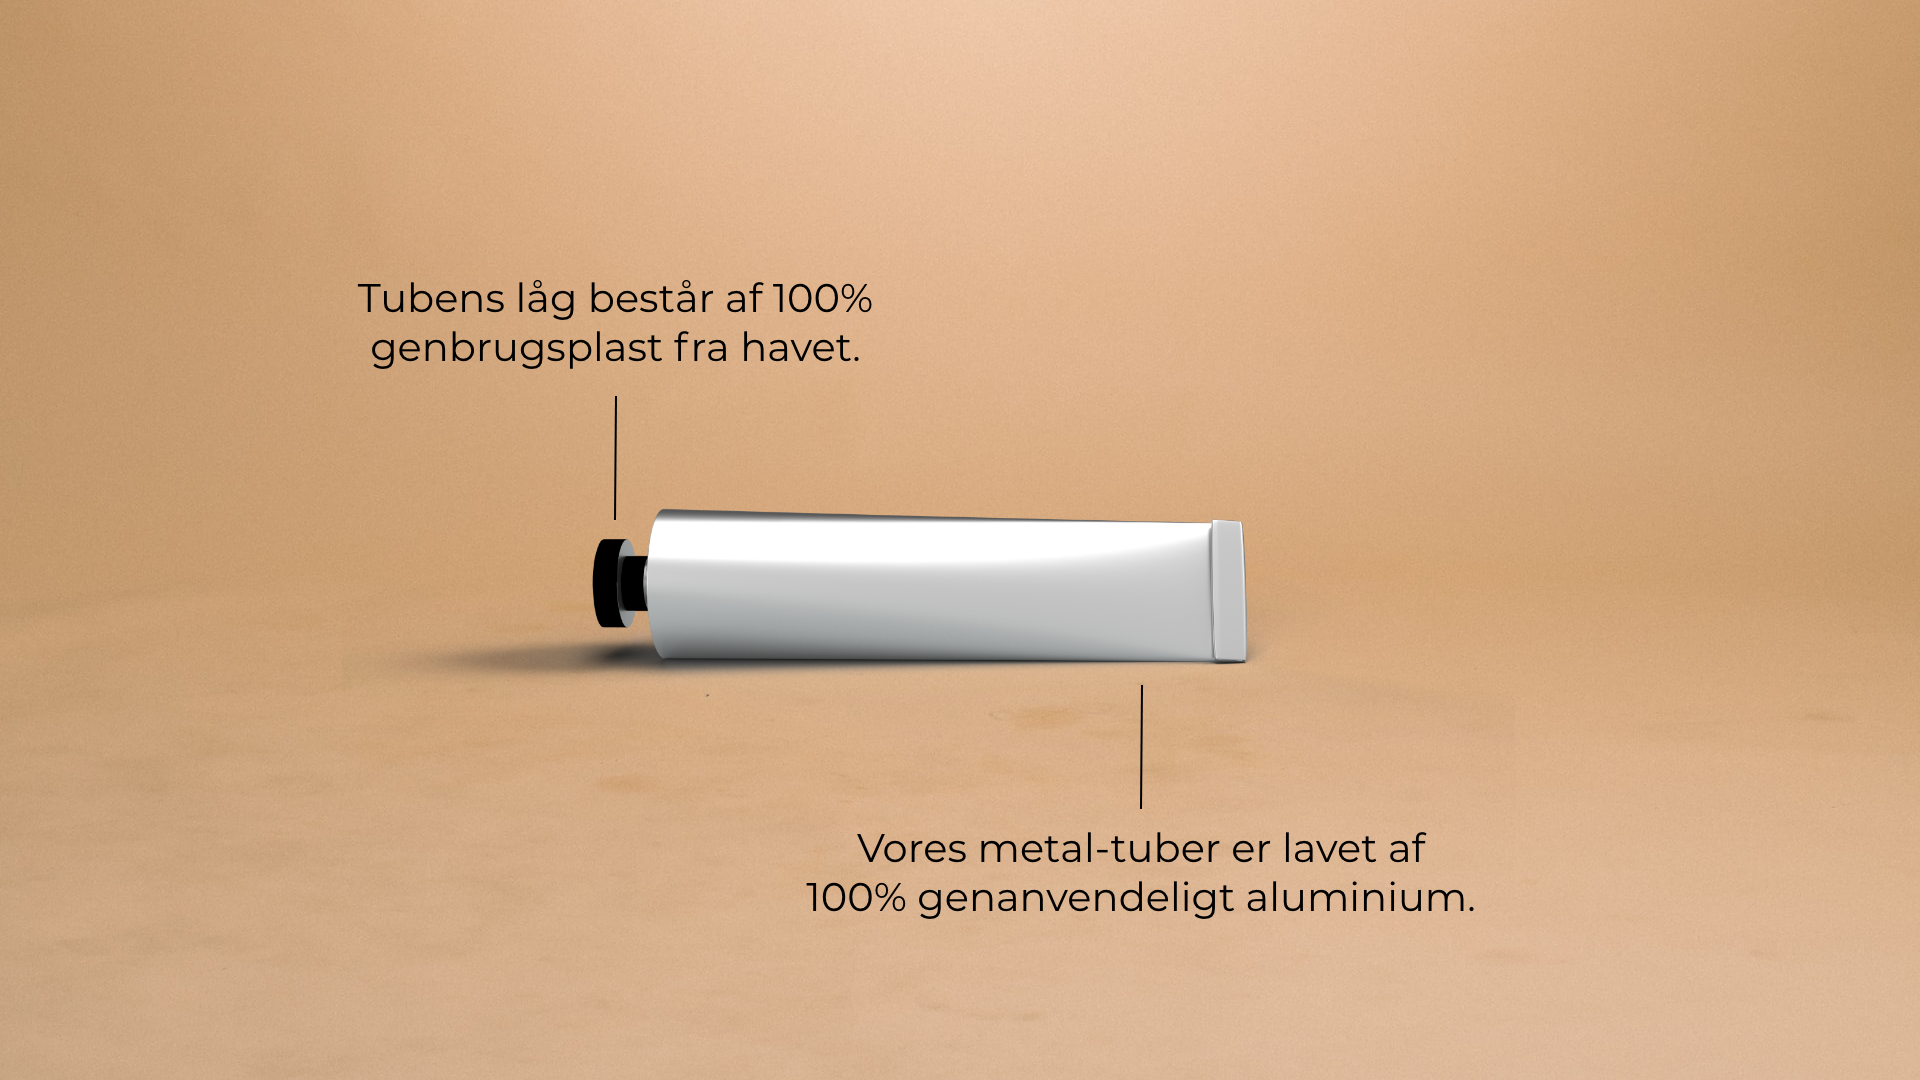 Tubens låg består af 100%
genbrugsplast fra havet.
Vores metal-tuber er lavet af
100% genanvendeligt aluminium.